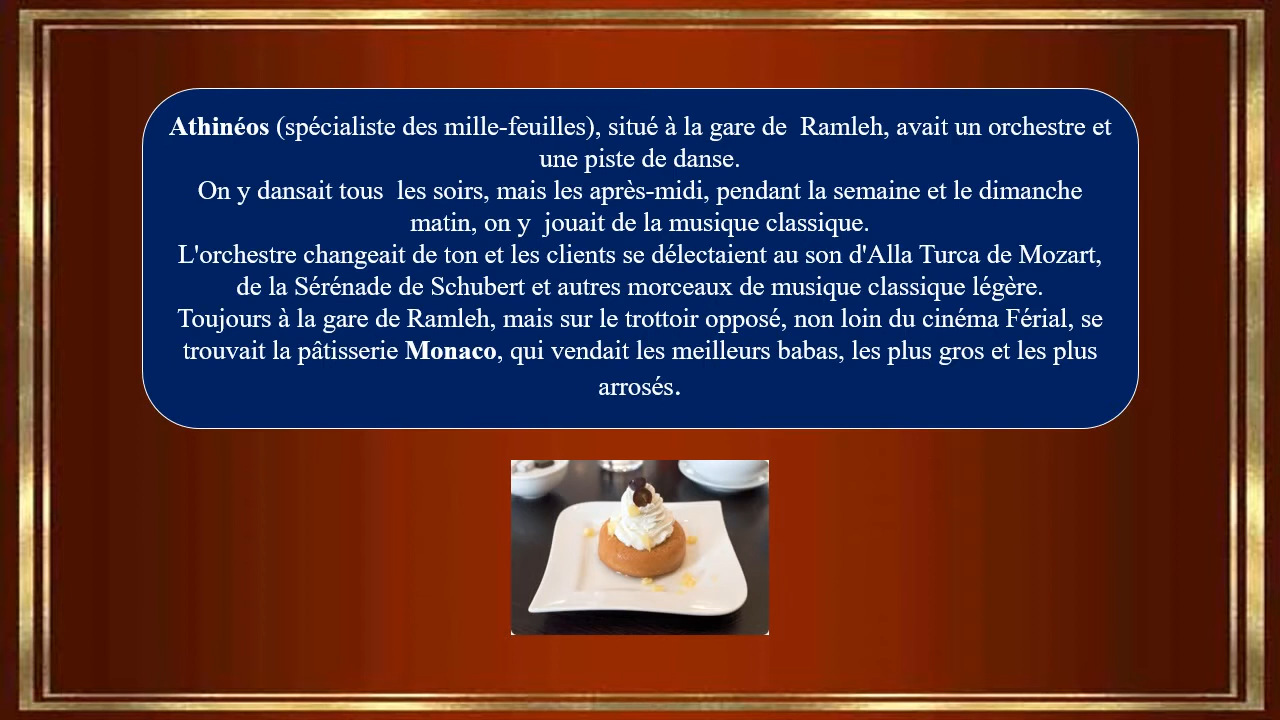 Athinéos (spécialiste des mille-feuilles), situé à la gare de  Ramleh, avait un orchestre et
une piste de danse.
On y dansait tous  les soirs, mais les après-midi, pendant la semaine et le dimanche
matin, on y  jouait de la musique classique.
L'orchestre changeait de ton et les clients se délectaient au son d'Alla Turca de Mozart,
de la Sérénade de Schubert et autres morceaux de musique classique légère.
Toujours à la gare de Ramleh, mais sur le trottoir opposé, non loin du cinéma Férial, se
trouvait la pâtisserie Monaco, qui vendait les meilleurs babas, les plus gros et les plus
arrosés.